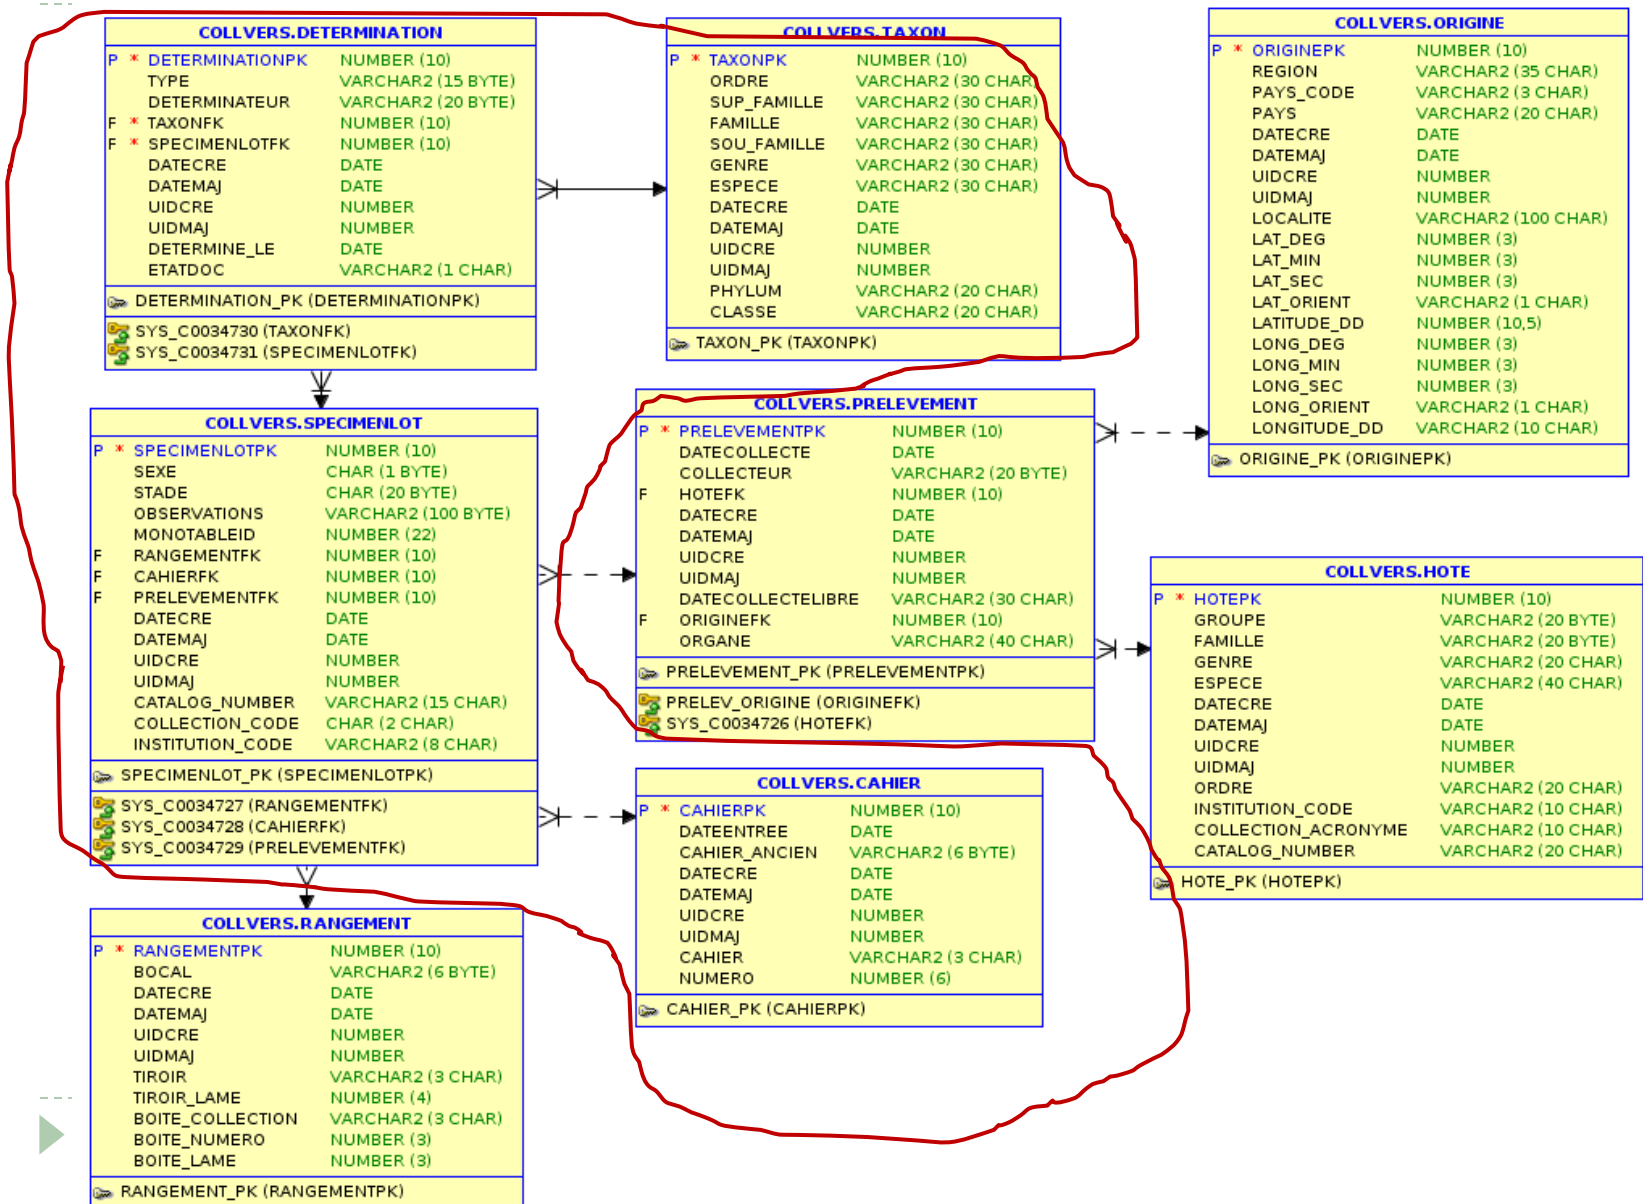 COLLVERS.DETERMINATION
P * DETERMINATIONPK NUMBER (10)
TYPE VARCHAR2 (15 BYTE)
DETERMINATEUR VARCHAR2 (20 BYTE)
F * TAXONFK NUMBER (10)
F * SPECIMENLOTFK NUMBER (10)
DATECRE DATE
DATEMAJ DATE
UIDCRE NUMBER
UIDMAJ NUMBER
DETERMINE_LE DATE
ETATDOC VARCHAR2 (1 CHAR)
DETERMINATION_PK (DETERMINATIONPK)
SYS_C0034730 (TAXONFK)
SYS_C0034731 (SPECIMENLOTFK)
COLLVERS.TAXON
P * TAXONPK NUMBER (10)
ORDRE VARCHAR2 (30 CHAR)
SUP_FAMILLE VARCHAR2 (30 CHAR)
FAMILLE VARCHAR2 (30 CHAR)
SOU_FAMILLE VARCHAR2 (30 CHAR)
GENRE VARCHAR2 (30 CHAR)
ESPECE VARCHAR2 (30 CHAR)
DATECRE DATE
DATEMAJ DATE
UIDCRE NUMBER
UIDMAJ NUMBER
PHYLUM VARCHAR2 (20 CHAR)
CLASSE VARCHAR2 (20 CHAR)
TAXON_PK (TAXONPK)
COLLVERS.ORIGINE
P * ORIGINEPK NUMBER (10)
REGION VARCHAR2 (35 CHAR)
PAYS_CODE VARCHAR2 (3 CHAR)
PAYS VARCHAR2 (20 CHAR)
DATECRE DATE
DATEMAJ DATE
UIDCRE NUMBER
UIDMAJ NUMBER
LOCALITE VARCHAR2 (100 CHAR)
LAT_DEG NUMBER (3)
LAT_MIN NUMBER (3)
LAT_SEC NUMBER (3)
LAT_ORIENT VARCHAR2 (1 CHAR)
LATITUDE_DD NUMBER (10,5)
LONG_DEG NUMBER (3)
LONG_MIN NUMBER (3)
LONG_SEC NUMBER (3)
LONG_ORIENT VARCHAR2 (1 CHAR)
LONGITUDE_DD VARCHAR2 (10 CHAR)
ORIGINE_PK (ORIGINEPK)
COLLVERS.SPECIMENLOT
P * SPECIMENLOTPK NUMBER (10)
SEXE CHAR (1 BYTE)
STADE CHAR (20 BYTE)
OBSERVATIONS VARCHAR2 (100 BYTE)
MONOTABLEID NUMBER (22)
F RANGEMENTFK NUMBER (10)
F CAHIERFK NUMBER (10)
F PRELEVEMENTFK NUMBER (10)
DATECRE DATE
DATEMAJ DATE
UIDCRE NUMBER
UIDMAJ NUMBER
CATALOG_NUMBER VARCHAR2 (15 CHAR)
COLLECTION_CODE CHAR (2 CHAR)
INSTITUTION_CODE VARCHAR2 (8 CHAR)
SPECIMENLOT_PK (SPECIMENLOTPK)
SYS_C0034727 (RANGEMENTFK)
SYS_C0034728 (CAHIERFK)
SYS_C0034729 (PRELEVEMENTFK)
COLLVERS.PRELEVEMENT
P * PRELEVEMENTPK NUMBER (10)
DATECOLLECTE DATE
COLLECTEUR VARCHAR2 (20 BYTE)
F HOTEFK NUMBER (10)
DATECRE DATE
DATEMAJ DATE
UIDCRE NUMBER
UIDMAJ NUMBER
DATECOLLECTELIBRE VARCHAR2 (30 CHAR)
F ORIGINEFK NUMBER (10)
ORGANE VARCHAR2 (40 CHAR)
PRELEVEMENT_PK (PRELEVEMENTPK)
PRELEV_ORIGINE (ORIGINEFK)
SYS_C0034726 (HOTEFK)
COLLVERS.HOTE
P * HOTEPK NUMBER (10)
GROUPE VARCHAR2 (20 BYTE)
FAMILLE VARCHAR2 (20 BYTE)
GENRE VARCHAR2 (20 CHAR)
ESPECE VARCHAR2 (40 CHAR)
DATECRE DATE
DATEMAJ DATE
UIDCRE NUMBER
UIDMAJ NUMBER
ORDRE VARCHAR2 (20 CHAR)
INSTITUTION_CODE VARCHAR2 (10 CHAR)
COLLECTION_ACRONYME VARCHAR2 (10 CHAR)
CATALOG_NUMBER VARCHAR2 (20 CHAR)
HOTE_PK (HOTEPK)
COLLVERS.CAHIER
P * CAHIERPK NUMBER (10)
DATEENTREE DATE
CAHIER_ANCIEN VARCHAR2 (6 BYTE)
DATECRE DATE
DATEMAJ DATE
UIDCRE NUMBER
UIDMAJ NUMBER
CAHIER VARCHAR2 (3 CHAR)
NUMERO NUMBER (6)
CAHIER_PK (CAHIERPK)
COLLVERS.RANGEMENT
P * RANGEMENTPK NUMBER (10)
BOCAL VARCHAR2 (6 BYTE)
DATECRE DATE
DATEMAJ DATE
UIDCRE NUMBER
UIDMAJ NUMBER
TIROIR VARCHAR2 (3 CHAR)
TIROIR_LAME NUMBER (4)
BOITE_COLLECTION VARCHAR2 (3 CHAR)
BOITE_NUMERO NUMBER (3)
BOITE_LAME NUMBER (3)
RANGEMENT_PK (RANGEMENTPK)